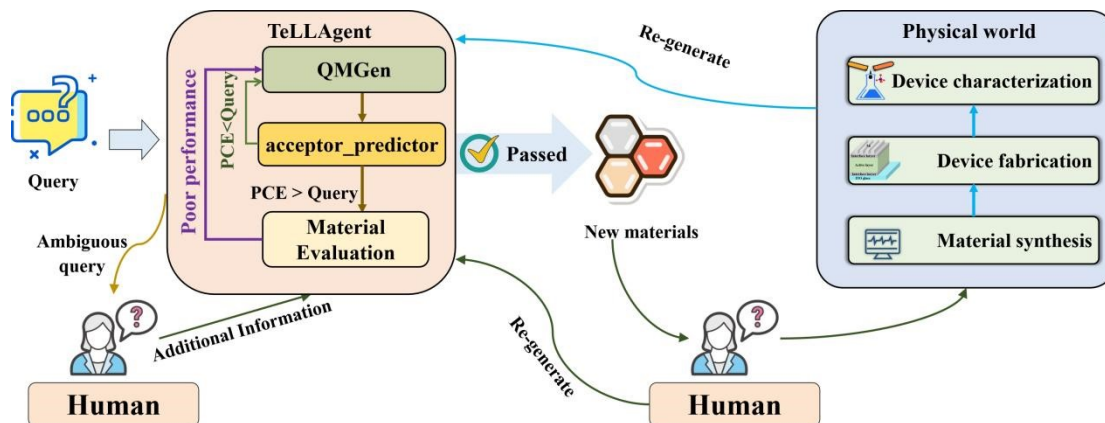 TeLLAgent
QMGen
acceptor_predictor
Material
Evaluation
PCE<Query
PCE > Query
Poor performance
Query
Ambiguous
query
Additional Information
Human
Passed
New materials
Re-generate
Re-generate
Human
Physical world
Device characterization
Device fabrication
Material synthesis